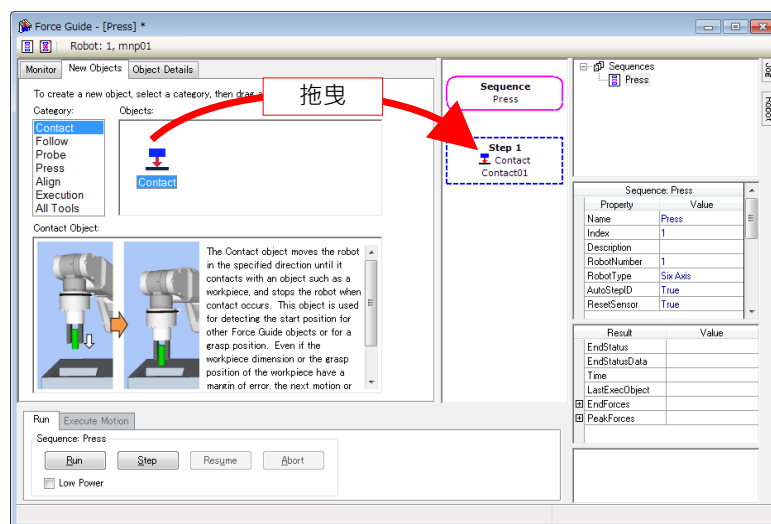 Force Guide - [Press] *
Robot: 1, mnp01
Monitor New Objects Object Details
To create a new object, select a category, then drag
拖曳
Category:
Objects:
Contact
Follow
Probe
Press
Align
Execution
All Tools
Contact
Contact Object:
The Contact object moves the robot
in the specified direction until it
contacts with an object such as a
workpiece, and stops the robot when
contact occurs. This object is used
for detecting the start position for
other Force Guide objects or for a
grasp position. Even if the
workpiece dimension or the grasp
position of the workpiece have a
margin of error, the next motion or
Run Execute Motion
Sequence: Press
Run Step Resume Abort
Low Power
Sequence
Press
Step 1
Contact
Contact01
Sequences
Press
Jog
Robot
Sequence: Press
Property Value
Name Press
Index 1
Description
RobotNumber 1
RobotType Six Axis
AutoStepID True
ResetSensor True
Result Value
EndStatus
EndStatusData
Time
LastExecObject
EndForces
PeakForces